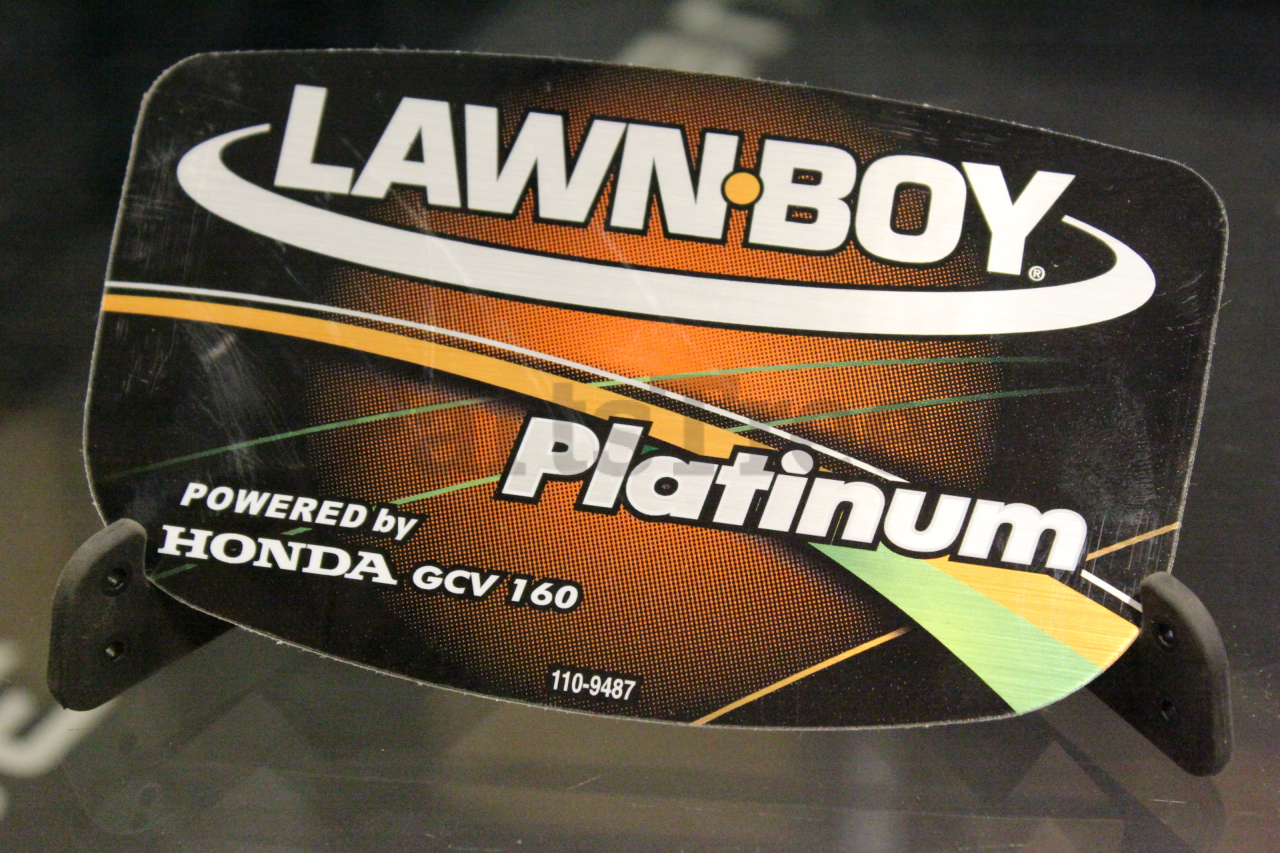 LAWN•BOY®
Platinum
POWERED by
HONDA GCV 160
110-9487